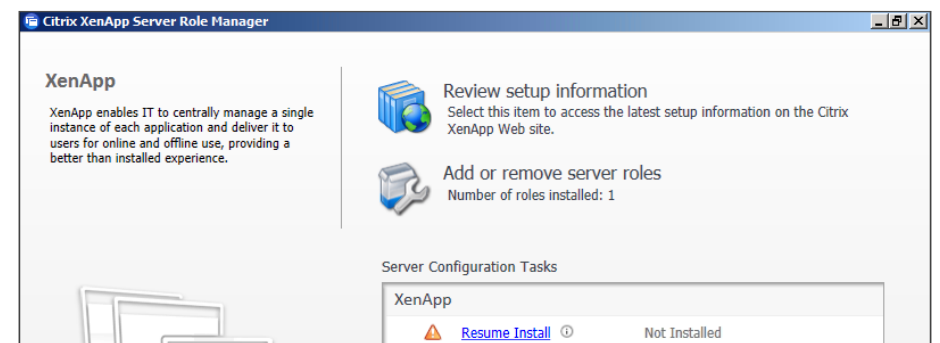 Citrix XenApp Server Role Manager
XenApp
XenApp enables IT to centrally manage a single
instance of each application and deliver it to
users for online and offline use, providing a
better than installed experience.
Review setup information
Select this item to access the latest setup information on the Citrix
XenApp Web site.
Add or remove server roles
Number of roles installed: 1
Server Configuration Tasks
XenApp
Resume Install Not Installed